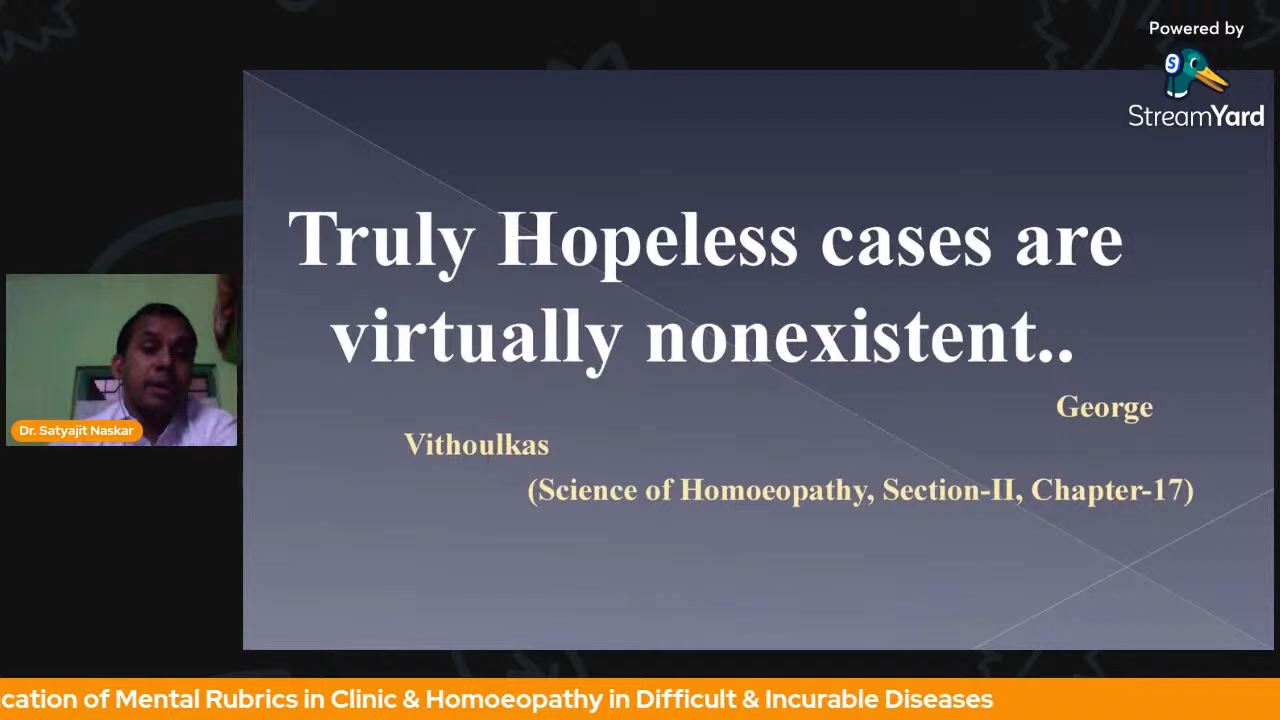 Powered by
StreamYard
Truly Hopeless cases are
virtually nonexistent..
George
Vithoulkas
(Science of Homoeopathy, Section-II, Chapter-17)
Dr. Satyajit Naskar
cation of Mental Rubrics in Clinic & Homoeopathy in Difficult & Incurable Diseases